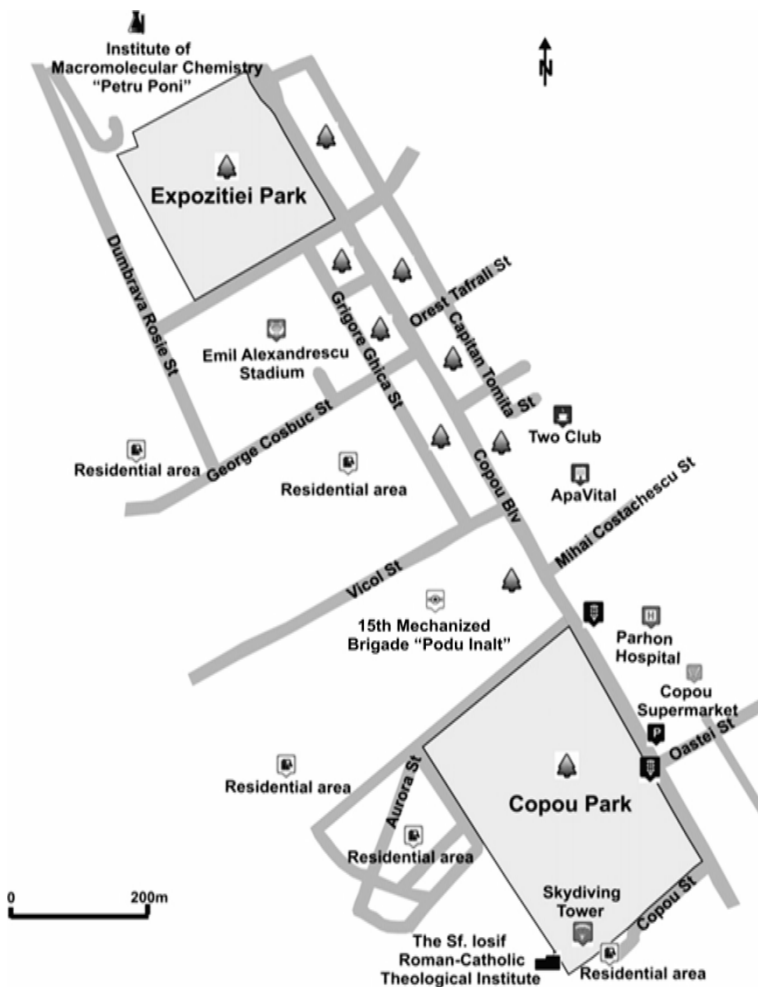 Institute of
Macromolecular Chemistry
“Petru Poni”
N
Expozitiei Park
Dumbrava Rosie St
Grigore Ghica St
Orest Tafrali St
Capitan Tomita St
Emil Alexandrescu
Stadium
George Cosbuc St
Residential area
Residential area
Copou Blv
Two Club
ApaVital
Mihai Costachescu St
Vicol St
15th Mechanized
Brigade “Podu Inalt”
H
Parhon
Hospital
Copou
Supermarket
P
Oastei St
Residential area
Aurora St
Copou Park
Residential area
0
200m
Skydiving
Tower
Copou St
The Sf. Iosif
Roman-Catholic
Theological Institute
Residential area